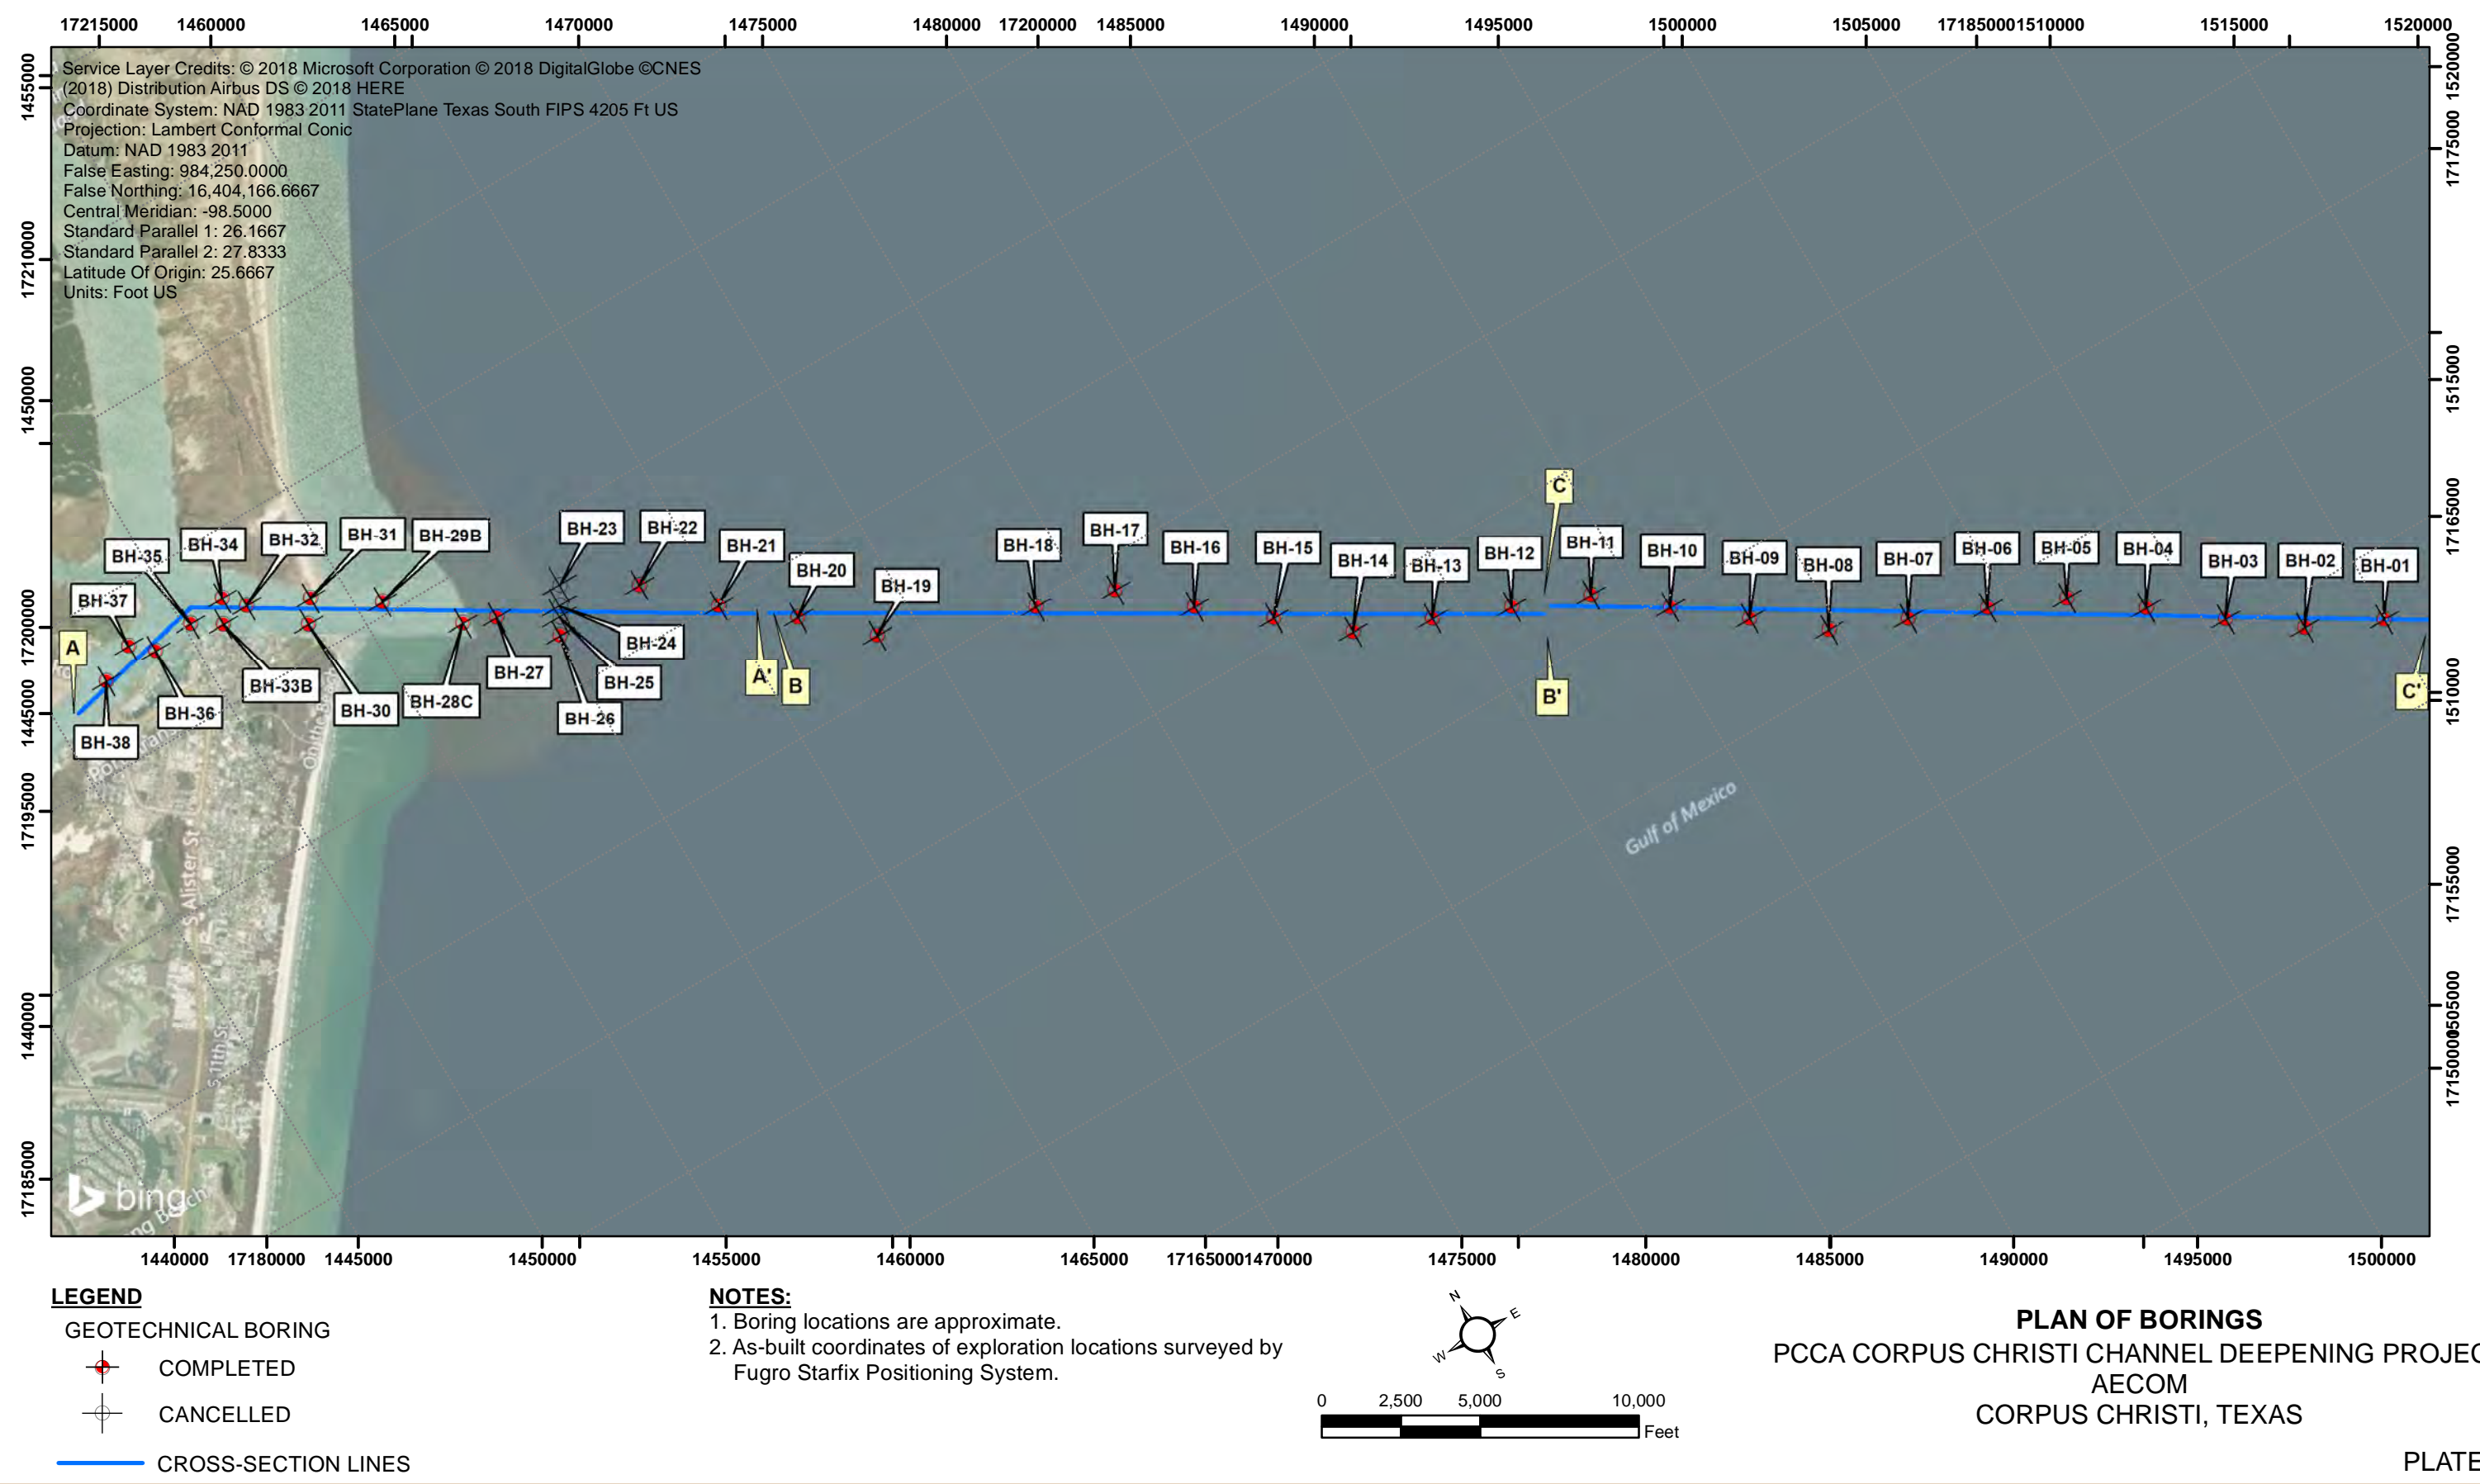 17215000 1460000 1465000 1470000 1475000 1480000 17200000 1485000 1490000 1495000 1500000 1505000 17185000 1510000 1515000 1520000
Service Layer Credits: © 2018 Microsoft Corporation © 2018 DigitalGlobe ©CNES
(2018) Distribution Airbus DS © 2018 HERE
Coordinate System: NAD 1983 2011 StatePlane Texas South FIPS 4205 Ft US
Projection: Lambert Conformal Conic
Datum: NAD 1983 2011
False Easting: 984,250.0000
False Northing: 16,404,166.6667
Central Meridian: -98.5000
Standard Parallel 1: 26.1667
Standard Parallel 2: 27.8333
Latitude Of Origin: 25.6667
Units: Foot US
1455000
17210000
1450000
17200000
1445000
17195000
1440000
17185000
1520000
17175000
1515000
17165000
1510000
17155000
1505000
17150000
C
BH-23
BH-22
BH-35
BH-34
BH-32
BH-31
BH-29B
BH-21
BH-20
BH-19
BH-18
BH-17
BH-16
BH-15
BH-14
BH-13
BH-12
BH-11
BH-10
BH-09
BH-08
BH-07
BH-06
BH-05
BH-04
BH-03
BH-02
BH-01
BH-37
A
BH-38
BH-36
BH-33B
BH-30
BH-28C
BH-27
BH-24
BH-25
BH-26
A'
B
B'
C'
S Alister St
S 11th St
Gulf of Mexico
bing
1440000 17180000 1445000 1450000 1455000 1460000 1465000 17165000 1470000 1475000 1480000 1485000 1490000 1495000 1500000
LEGEND
GEOTECHNICAL BORING
COMPLETED
CANCELLED
CROSS-SECTION LINES
NOTES:
1. Boring locations are approximate.
2. As-built coordinates of exploration locations surveyed by
Fugro Starfix Positioning System.
N
E
W
S
0 2,500 5,000 10,000
Feet
PLAN OF BORINGS
PCCA CORPUS CHRISTI CHANNEL DEEPENING PROJEC
AECOM
CORPUS CHRISTI, TEXAS
PLATE